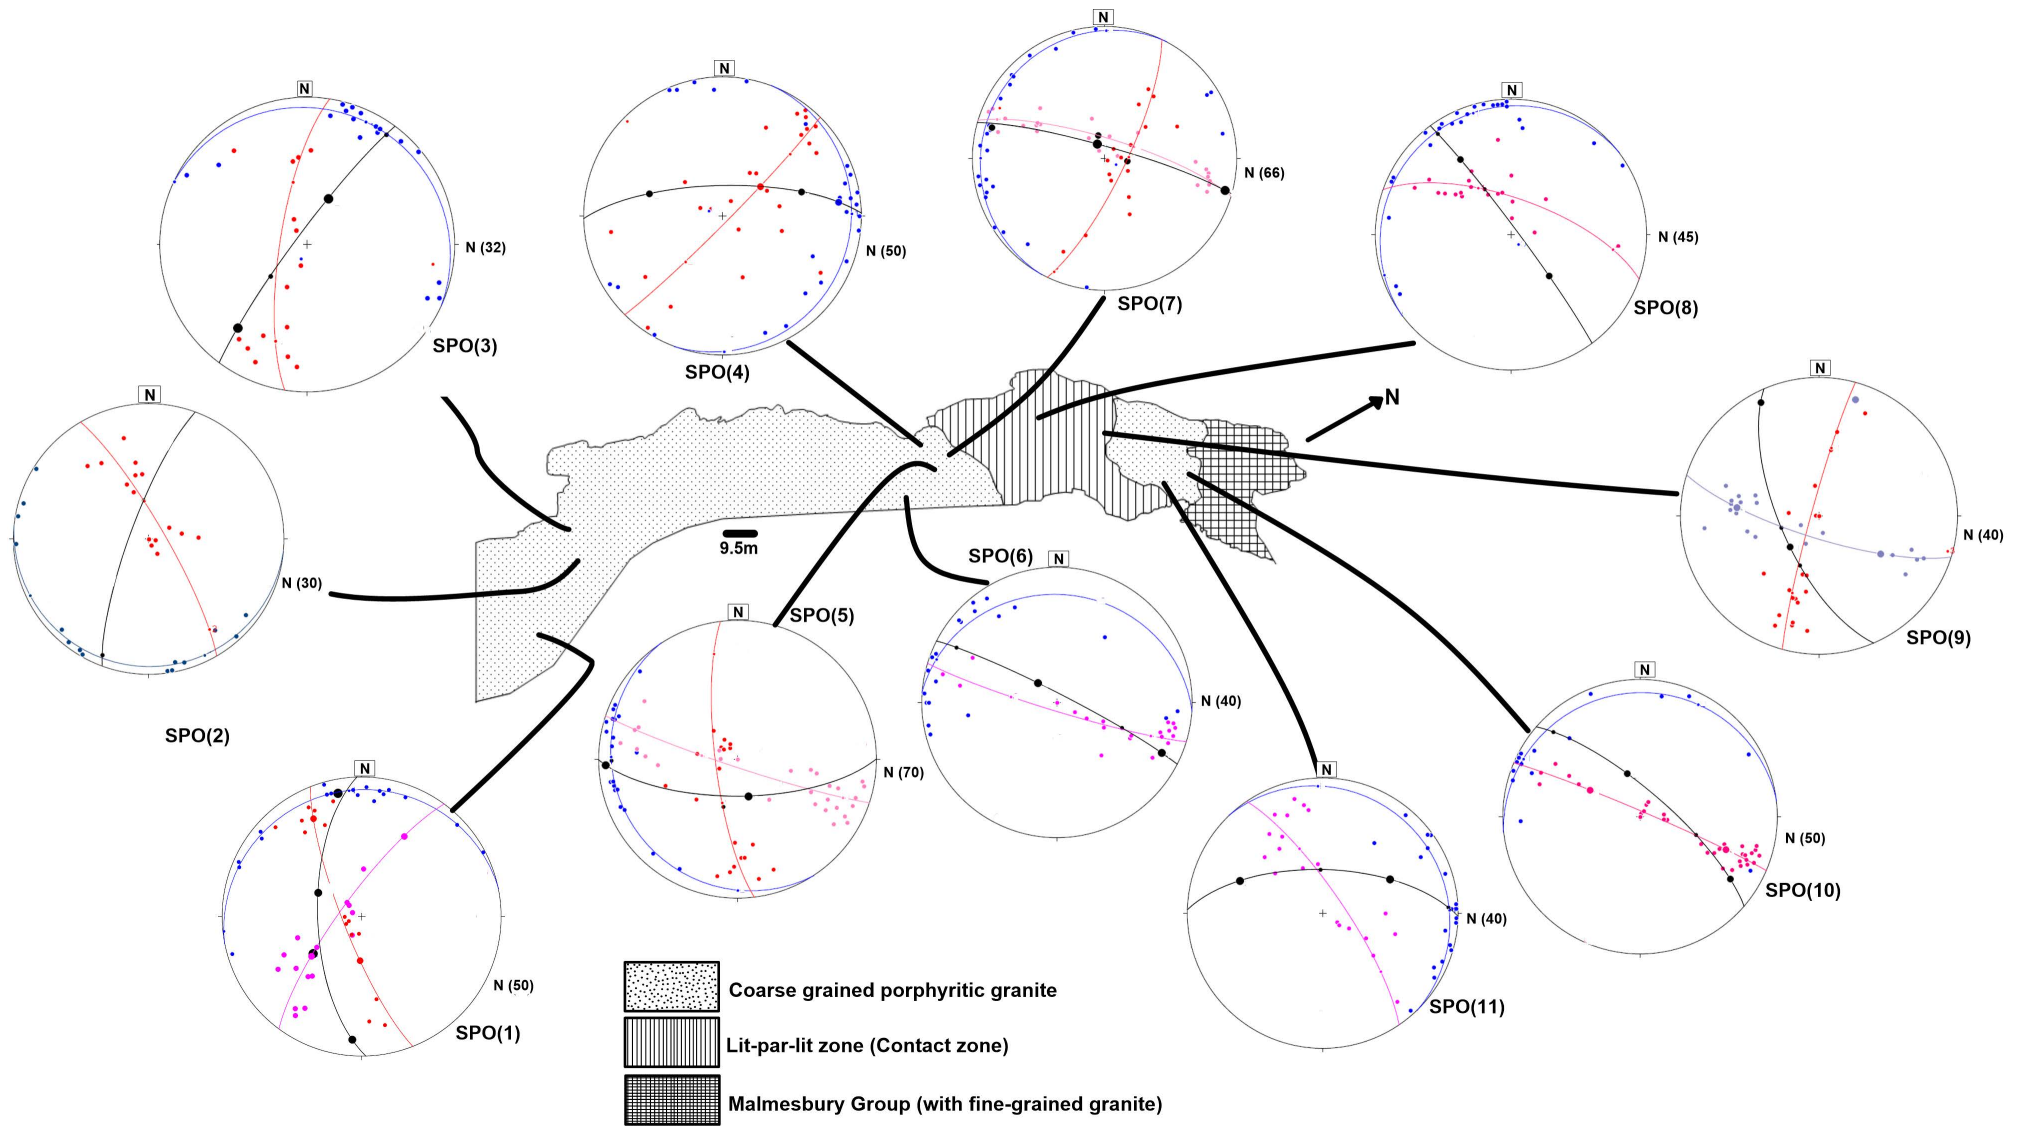 N
N
N
N
N (32)
SPO(3)
N (50)
SPO(4)
N (66)
SPO(7)
N (45)
SPO(8)
N
N
N
N (30)
SPO(2)
9.5m
N (40)
SPO(9)
SPO(6)
N
N (40)
N
SPO(5)
N (70)
N
N (50)
SPO(10)
N
N (50)
SPO(1)
N
N (40)
SPO(11)
Coarse grained porphyritic granite
Lit-par-lit zone (Contact zone)
Malmesbury Group (with fine-grained granite)